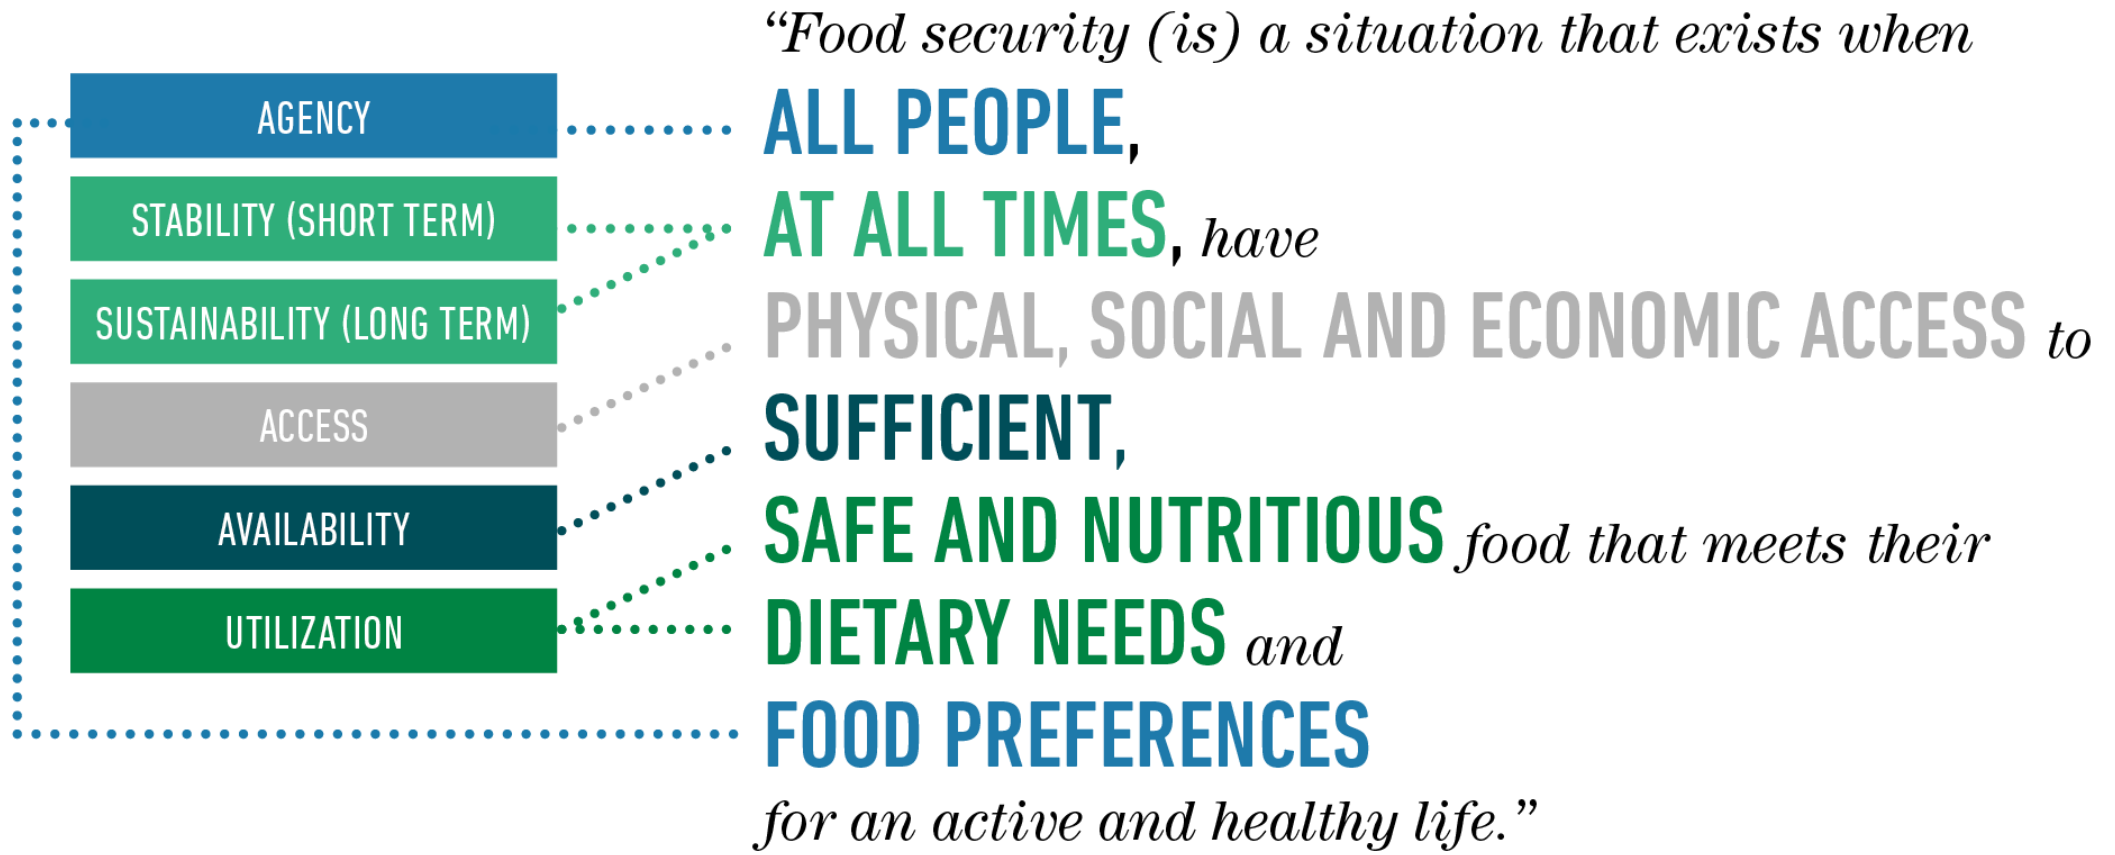 AGENCY
STABILITY (SHORT TERM)
SUSTAINABILITY (LONG TERM)
ACCESS
AVAILABILITY
UTILIZATION
“Food security (is) a situation that exists when
ALL PEOPLE,
AT ALL TIMES, have
PHYSICAL, SOCIAL AND ECONOMIC ACCESS to
SUFFICIENT,
SAFE AND NUTRITIOUS food that meets their
DIETARY NEEDS and
FOOD PREFERENCES
for an active and healthy life.”